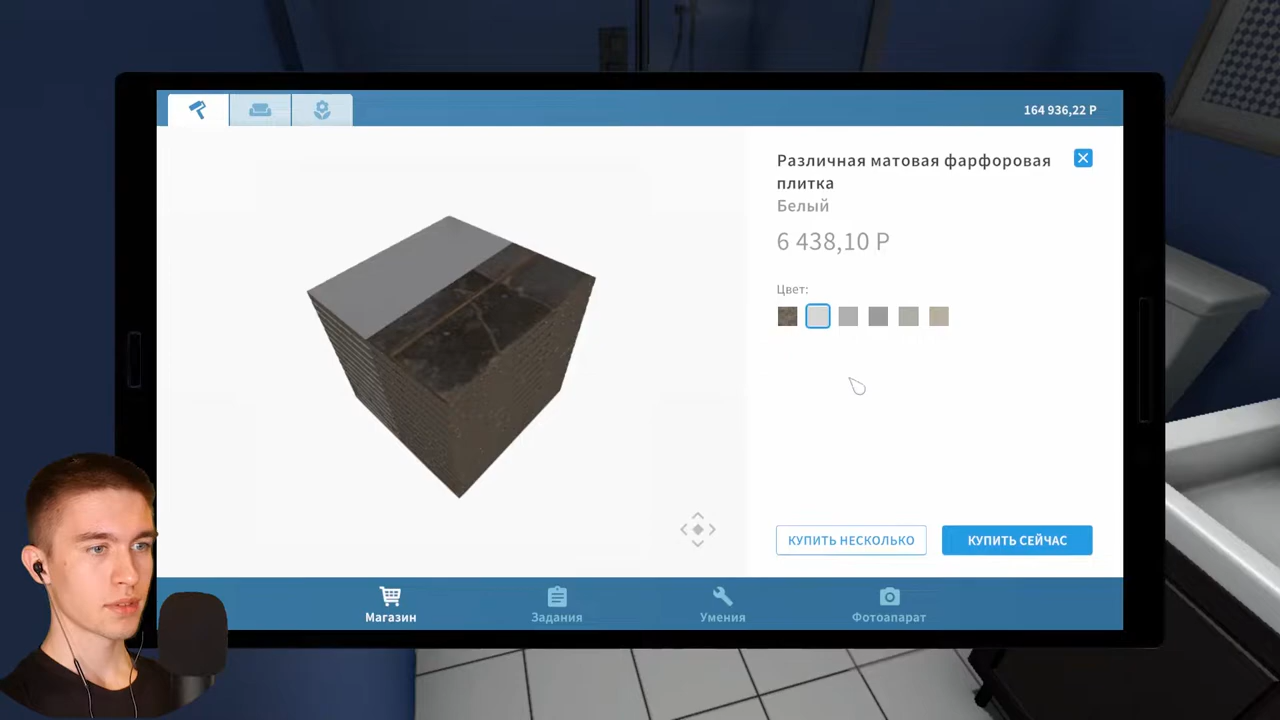 164 936,22 Р
Различная матовая фарфоровая
плитка
Белый
6 438,10 Р
Цвет:
КУПИТЬ НЕСКОЛЬКО
КУПИТЬ СЕЙЧАС
Магазин
Задания
Умения
Фотоапарат